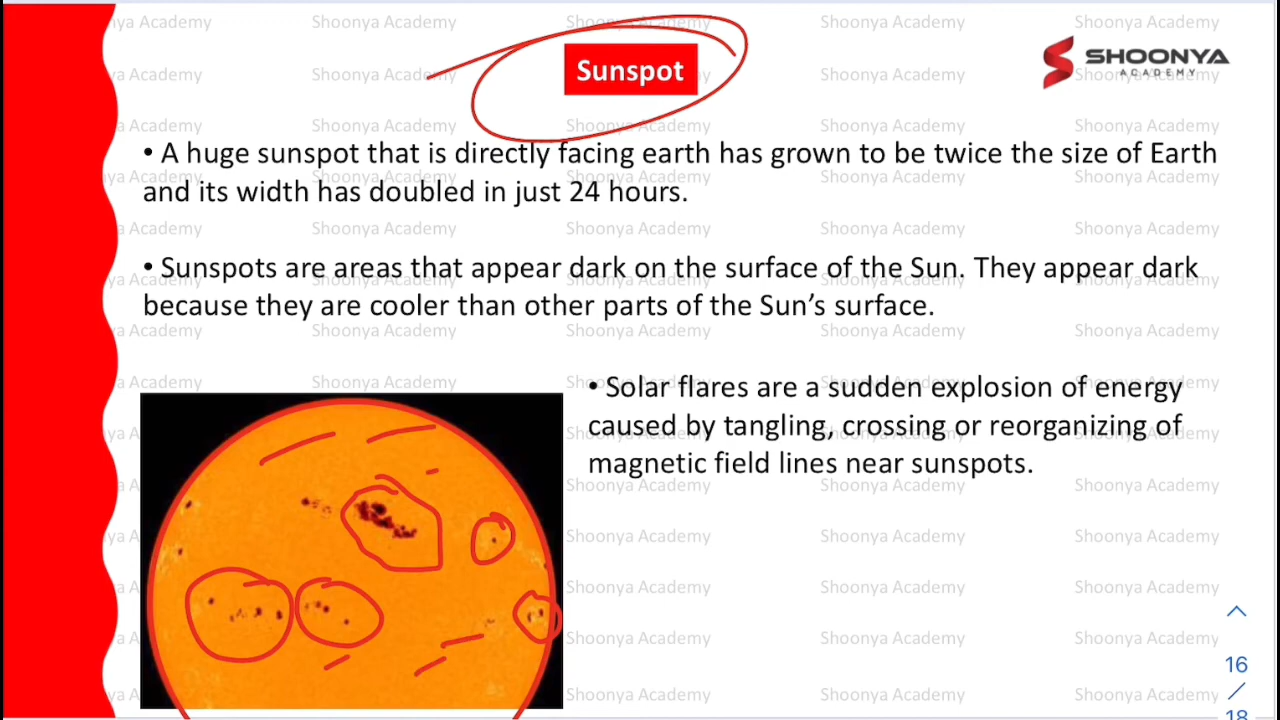 Sunspot
SHOONYA
ACADEMY
• A huge sunspot that is directly facing earth has grown to be twice the size of Earth
and its width has doubled in just 24 hours.
• Sunspots are areas that appear dark on the surface of the Sun. They appear dark
because they are cooler than other parts of the Sun’s surface.
• Solar flares are a sudden explosion of energy
caused by tangling, crossing or reorganizing of
magnetic field lines near sunspots.
16
/
18
Shoonya Academy